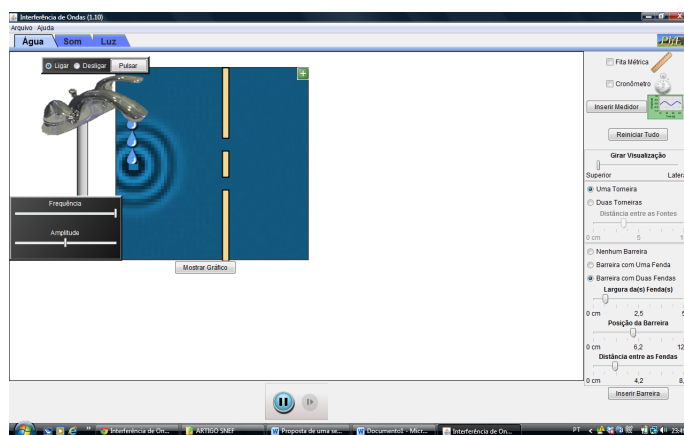 Interferência de Ondas (1.10)
Arquivo Ajuda
Água Som Luz
Ligar Desligar Pulsar
Fita Métrica
Cronômetro
Inserir Medidor
Reiniciar Tudo
Girar Visualização
Superior Latera
Uma Torneira
Duas Torneiras
Distância entre as Fontes
0 cm 5 1
Frequência
Amplitude
Mostrar Gráfico
Nenhum Barreira
Barreira com Uma Fenda
Barreira com Duas Fendas
Largura da(s) Fenda(s)
0 cm 2,5 5
Posição da Barreira
0 cm 6,2 12
Distância entre as Fendas
0 cm 4,2 8,
Inserir Barreira
Interferência de On... ARTIGO SNEF Proposta de uma se... Documento1 - Micr... Interferência de On... PT